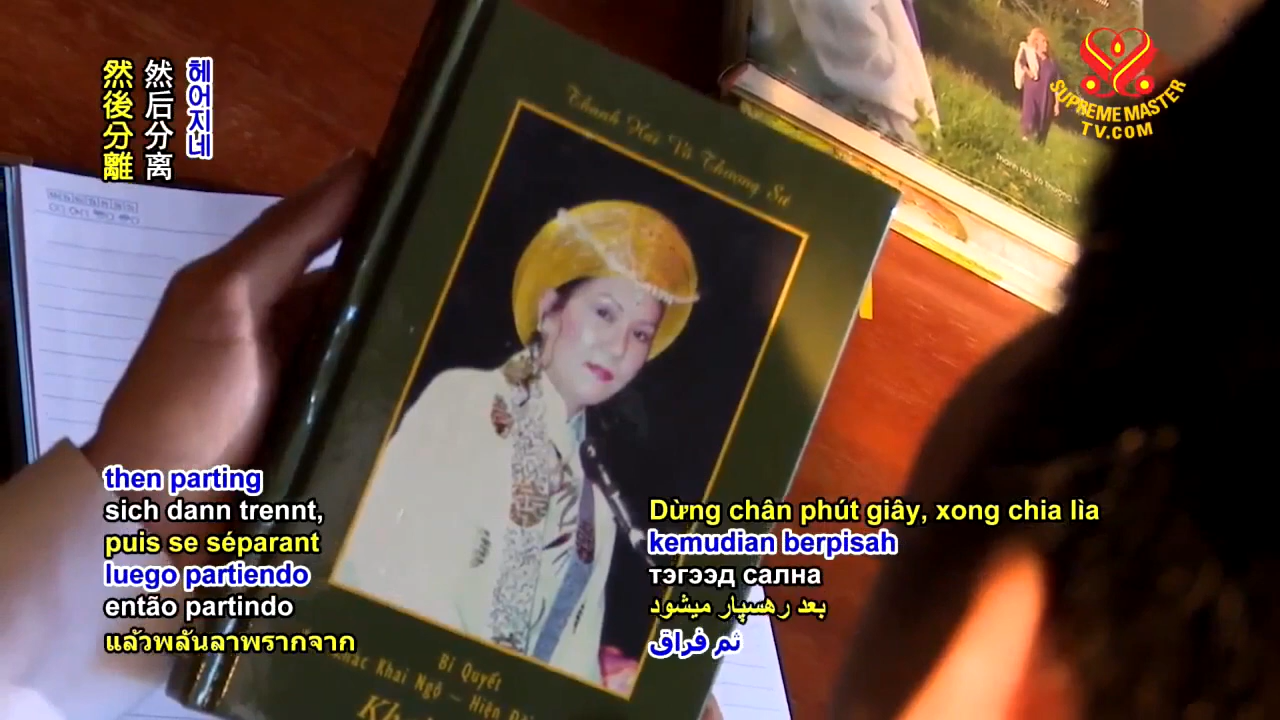 然後分離
然后分离
헤어지네
SUPREME MASTER
TV.COM
Thanh Hải Vô Thượng Sư
then parting
sich dann trennt,
puis se séparant
luego partiendo
então partindo
แล้วพลันลาพรากจาก
Dừng chân phút giây, xong chia lìa
kemudian berpisah
тэгээд сална
بعد رهسپار میشود
ثم فراق
Bí Quyết
Khai Ngộ – Hiện